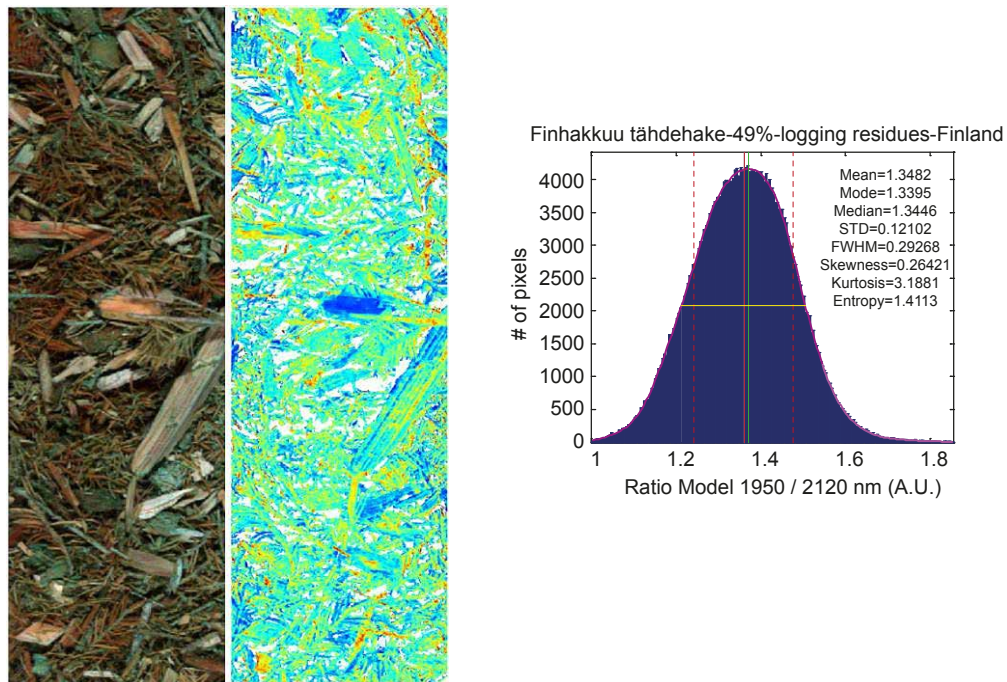 Finhakkuu tähdehake-49%-logging residues-Finland
4000
3500
3000
2500
2000
1500
1000
500
0
# of pixels
Mean=1.3482
Mode=1.3395
Median=1.3446
STD=0.12102
FWHM=0.29268
Skewness=0.26421
Kurtosis=3.1881
Entropy=1.4113
1 1.2 1.4 1.6 1.8
Ratio Model 1950 / 2120 nm (A.U.)